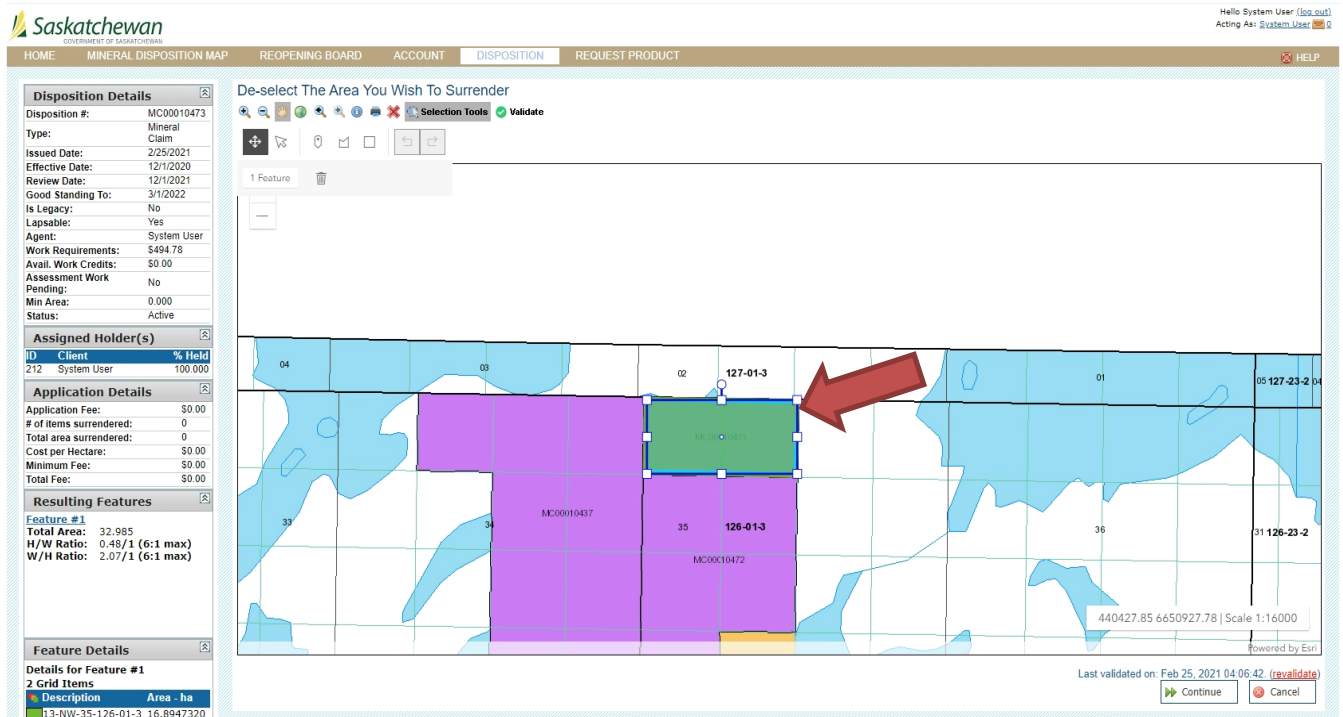 Hello System User (log out)
Acting As: System User 0
Saskatchewan
GOVERNMENT OF SASKATCHEWAN
HOME MINERAL DISPOSITION MAP REOPENING BOARD ACCOUNT DISPOSITION REQUEST PRODUCT HELP
Disposition Details
Disposition #: MC00010473
Type: Mineral Claim
Issued Date: 2/25/2021
Effective Date: 12/1/2020
Review Date: 12/1/2021
Good Standing To: 3/1/2022
Is Legacy: No
Lapsable: Yes
Agent: System User
Work Requirements: $494.78
Avail. Work Credits: $0.00
Assessment Work Pending: No
Min Area: 0.000
Status: Active
Assigned Holder(s)
ID Client % Held
212 System User 100.000
Application Details
Application Fee: $0.00
# of items surrendered: 0
Total area surrendered: 0
Cost per Hectare: $0.00
Minimum Fee: $0.00
Total Fee: $0.00
Resulting Features
Feature #1
Total Area: 32.985
H/W Ratio: 0.48/1 (6:1 max)
W/H Ratio: 2.07/1 (6:1 max)
Feature Details
Details for Feature #1
2 Grid Items
Description Area - ha
13-NW-35-126-01-3 16.8947320
De-select The Area You Wish To Surrender
Selection Tools Validate
1 Feature
04 03 02 127-01-3 01 05 127-23-2 04
33 34 MC00010437 35 126-01-3 36 31 126-23-2
MC00010472
440427.85 6650927.78 | Scale 1:16000
Powered by Esri
Last validated on: Feb 25, 2021 04:06:42. (revalidate)
Continue Cancel